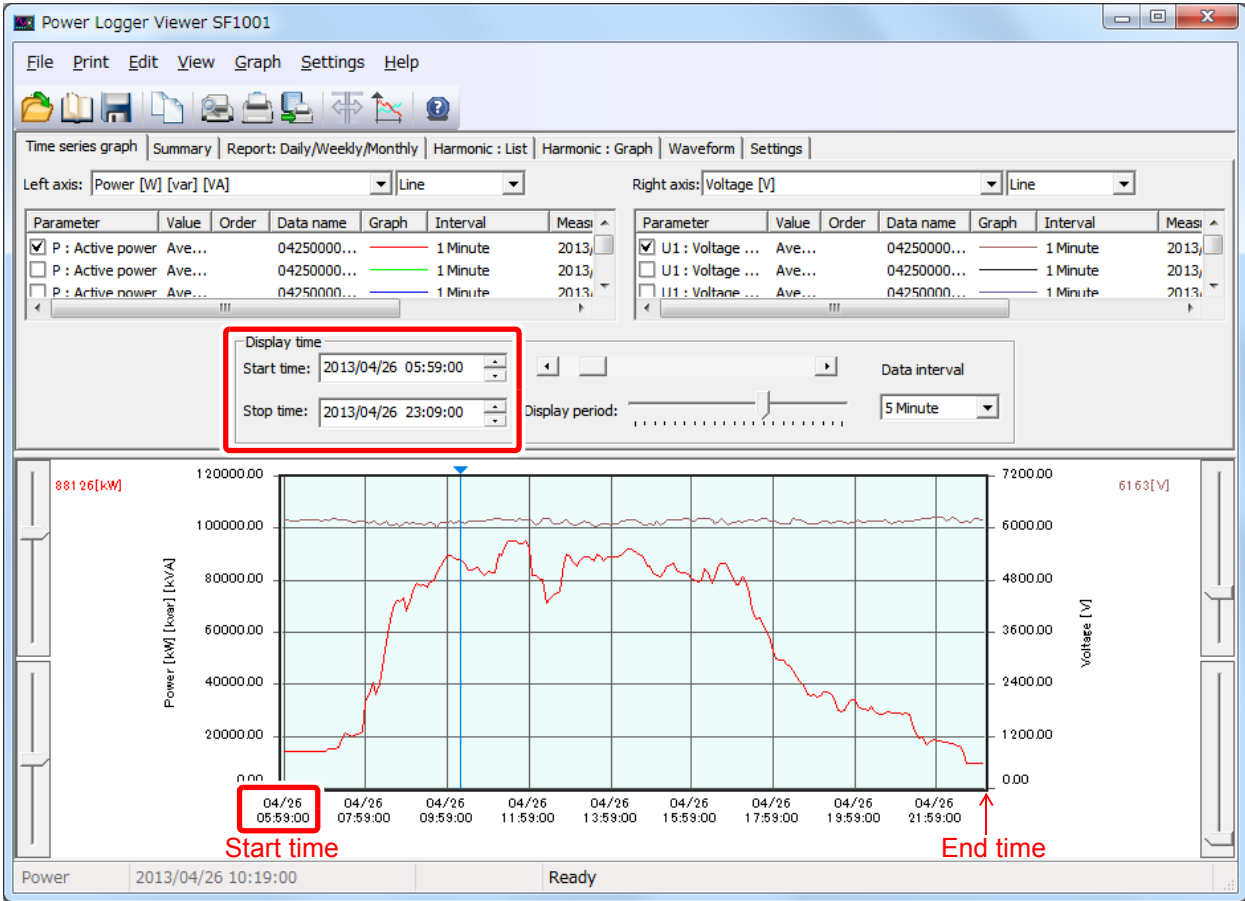 Power Logger Viewer SF1001
File Print Edit View Graph Settings Help
Time series graph Summary Report: Daily/Weekly/Monthly Harmonic : List Harmonic : Graph Waveform Settings
Left axis: Power [W] [var] [VA] Line Right axis: Voltage [V] Line
Parameter Value Order Data name Graph Interval Measu Parameter Value Order Data name Graph Interval Measu
P : Active power Ave... 04250000... 1 Minute 2013/ U1 : Voltage ... Ave... 04250000... 1 Minute 2013/
P : Active power Ave... 04250000... 1 Minute 2013/ U1 : Voltage ... Ave... 04250000... 1 Minute 2013/
P : Active power Ave... 04250000... 1 Minute 2013/ U1 : Voltage ... Ave... 04250000... 1 Minute 2013/
Display time
Start time: 2013/04/26 05:59:00 Data interval
Stop time: 2013/04/26 23:09:00 Display period: 5 Minute
88126[kW] 120000.00 7200.00 6163[V]
100000.00 6000.00
80000.00 4800.00
60000.00 3600.00
40000.00 2400.00
20000.00 1200.00
0.00 0.00
Power [kW] [kvar] [kVA]
Voltage [V]
04/26 04/26 04/26 04/26 04/26 04/26 04/26 04/26 04/26
05:59:00 07:59:00 09:59:00 11:59:00 13:59:00 15:59:00 17:59:00 19:59:00 21:59:00
Start time End time
Power 2013/04/26 10:19:00 Ready